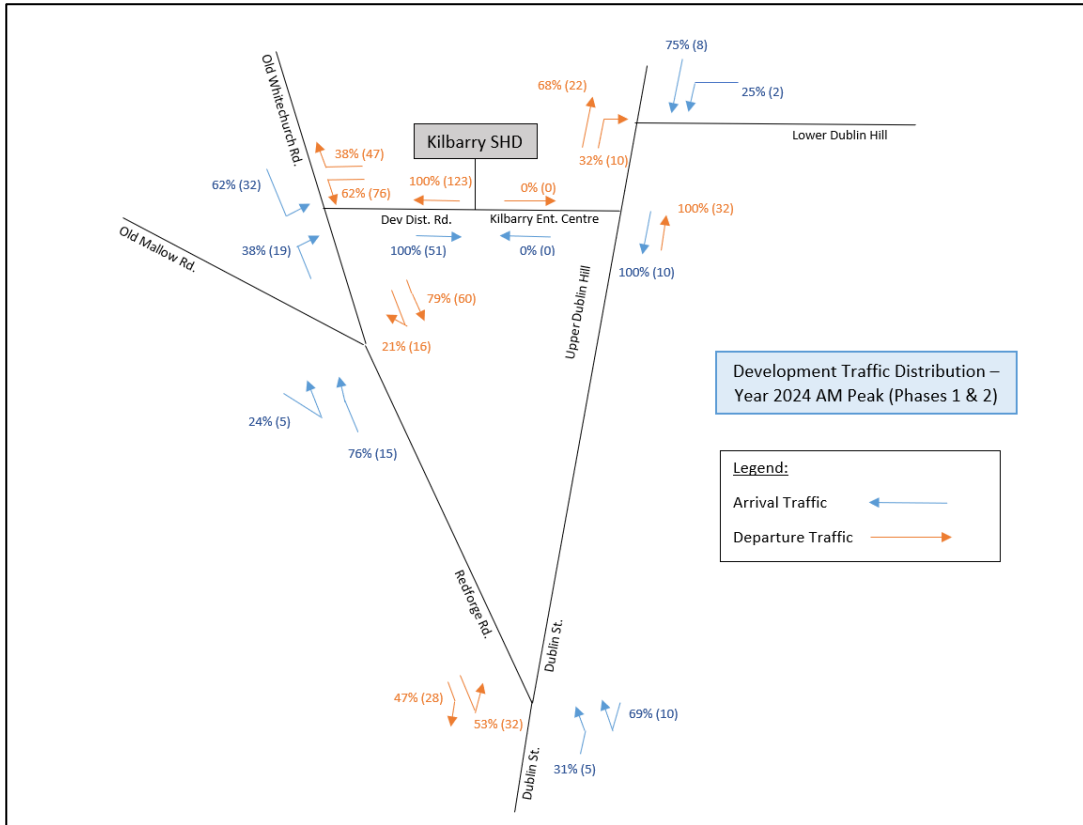 75% (8)
Old Whitechurch Rd.
68% (22)
25% (2)
Kilbarry SHD
Lower Dublin Hill
38% (47)
32% (10)
62% (32)
100% (123)
0% (0)
62% (76)
100% (32)
Dev Dist. Rd.
Kilbarry Ent. Centre
Old Mallow Rd.
38% (19)
100% (51)
0% (0)
100% (10)
79% (60)
Upper Dublin Hill
21% (16)
Development Traffic Distribution –
Year 2024 AM Peak (Phases 1 & 2)
24% (5)
76% (15)
Legend:
Arrival Traffic
Departure Traffic
Redforge Rd.
Dublin St.
47% (28)
53% (32)
69% (10)
Dublin St.
31% (5)